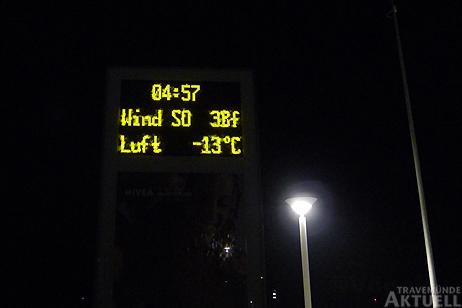 04:57
Wind SO 3Bf
Luft -13°C
NIVEA
TRAVEMÜNDE
AKTUELL